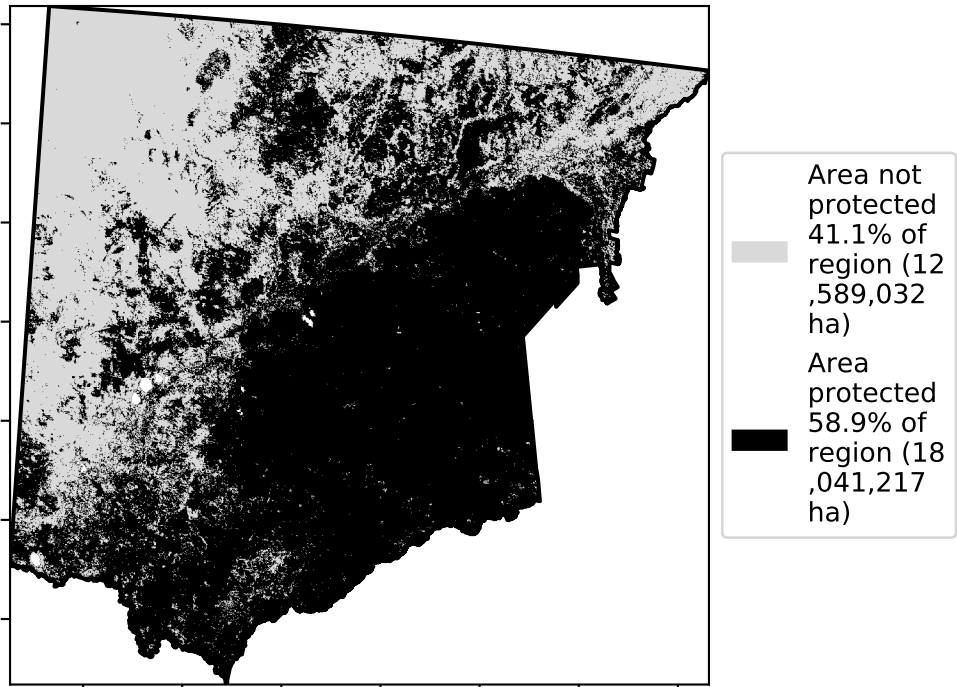 Area not
protected
41.1% of
region (12
,589,032
ha)
Area
protected
58.9% of
region (18
,041,217
ha)